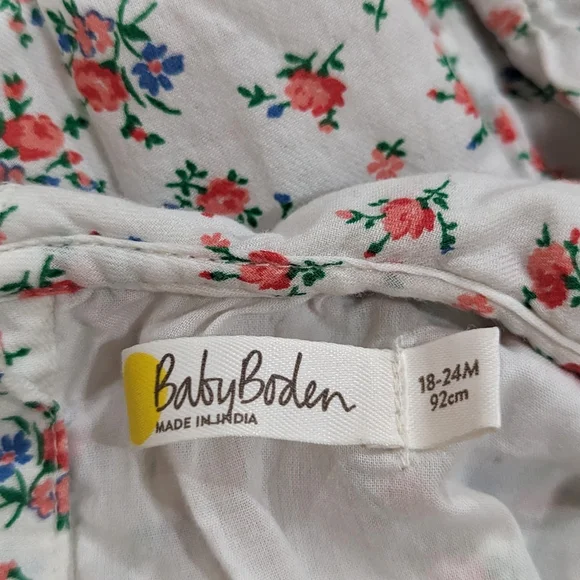 BabyBoden
MADE IN INDIA
18-24M
92cm